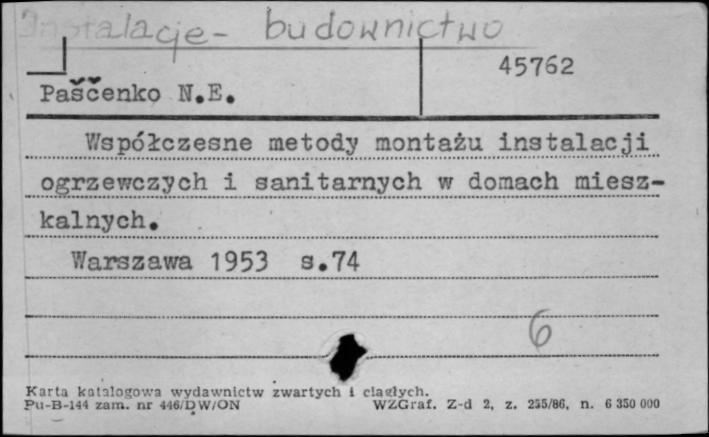 Instalacje - budownictwo
45762
Paščenko N.E.
Współczesne metody montażu instalacji
ogrzewczych i sanitarnych w domach miesz-
kalnych.
Warszawa 1953 s.74
6
Karta katalogowa wydawnictw zwartych i ciągłych.
Pu-B-144 zam. nr 446/DW/ON WZGraf. Z-d 2, z. 255/86, n. 6 350 000